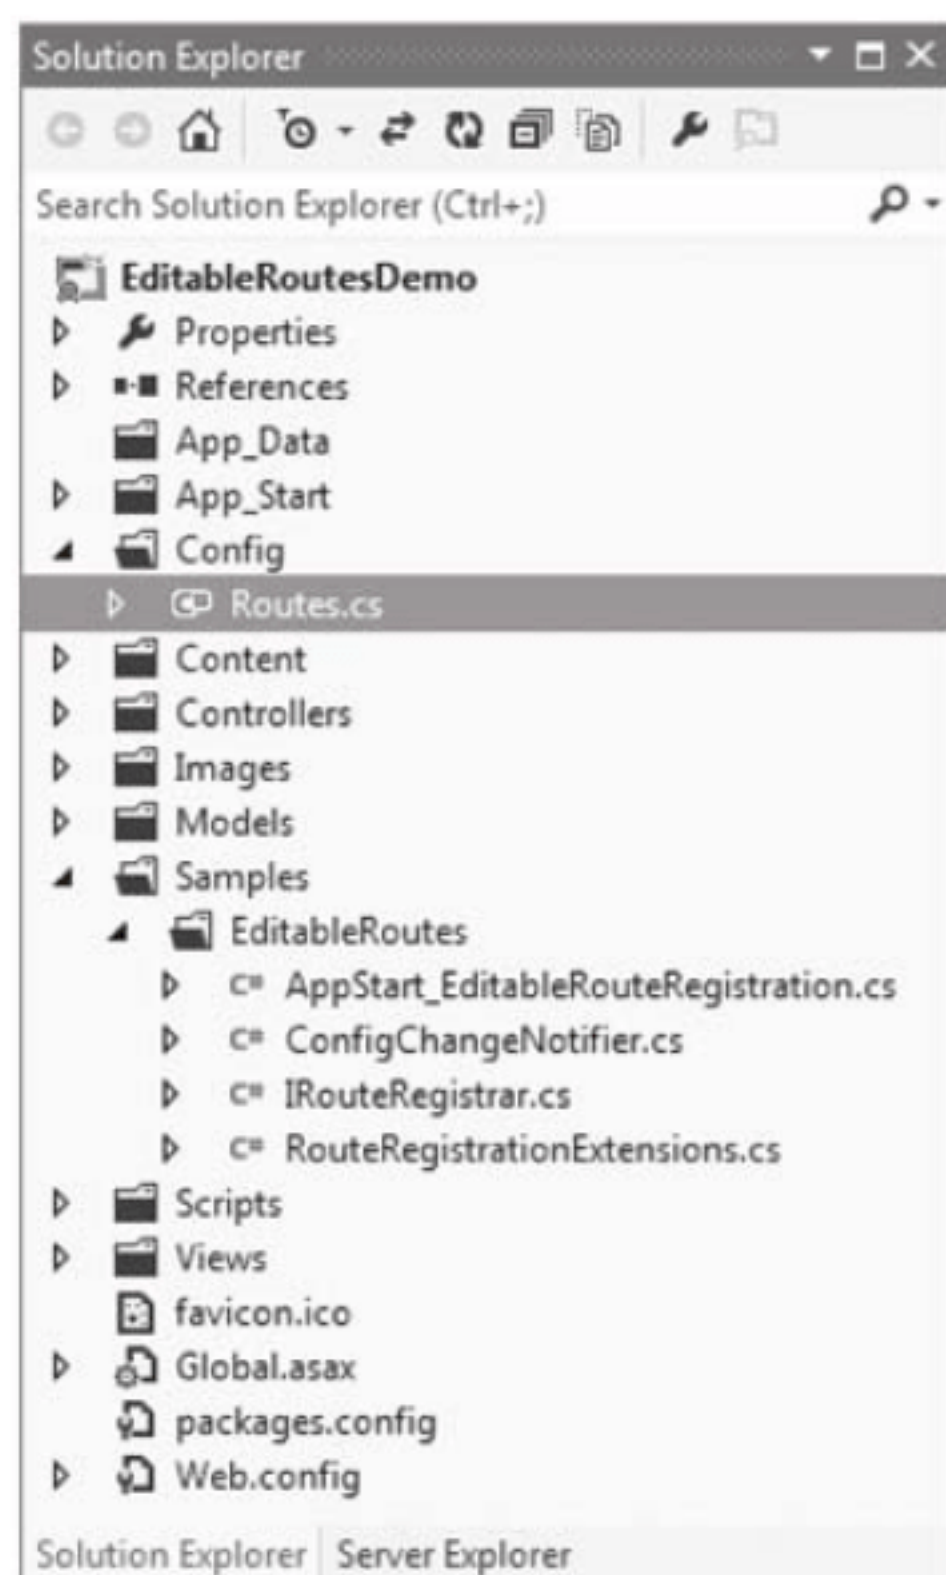 Solution Explorer
Search Solution Explorer (Ctrl+;)
EditableRoutesDemo
Properties
References
App_Data
App_Start
Config
Routes.cs
Content
Controllers
Images
Models
Samples
EditableRoutes
C# AppStart_EditableRouteRegistration.cs
C# ConfigChangeNotifier.cs
C# IRouteRegistrar.cs
C# RouteRegistrationExtensions.cs
Scripts
Views
favicon.ico
Global.asax
packages.config
Web.config
Solution Explorer Server Explorer